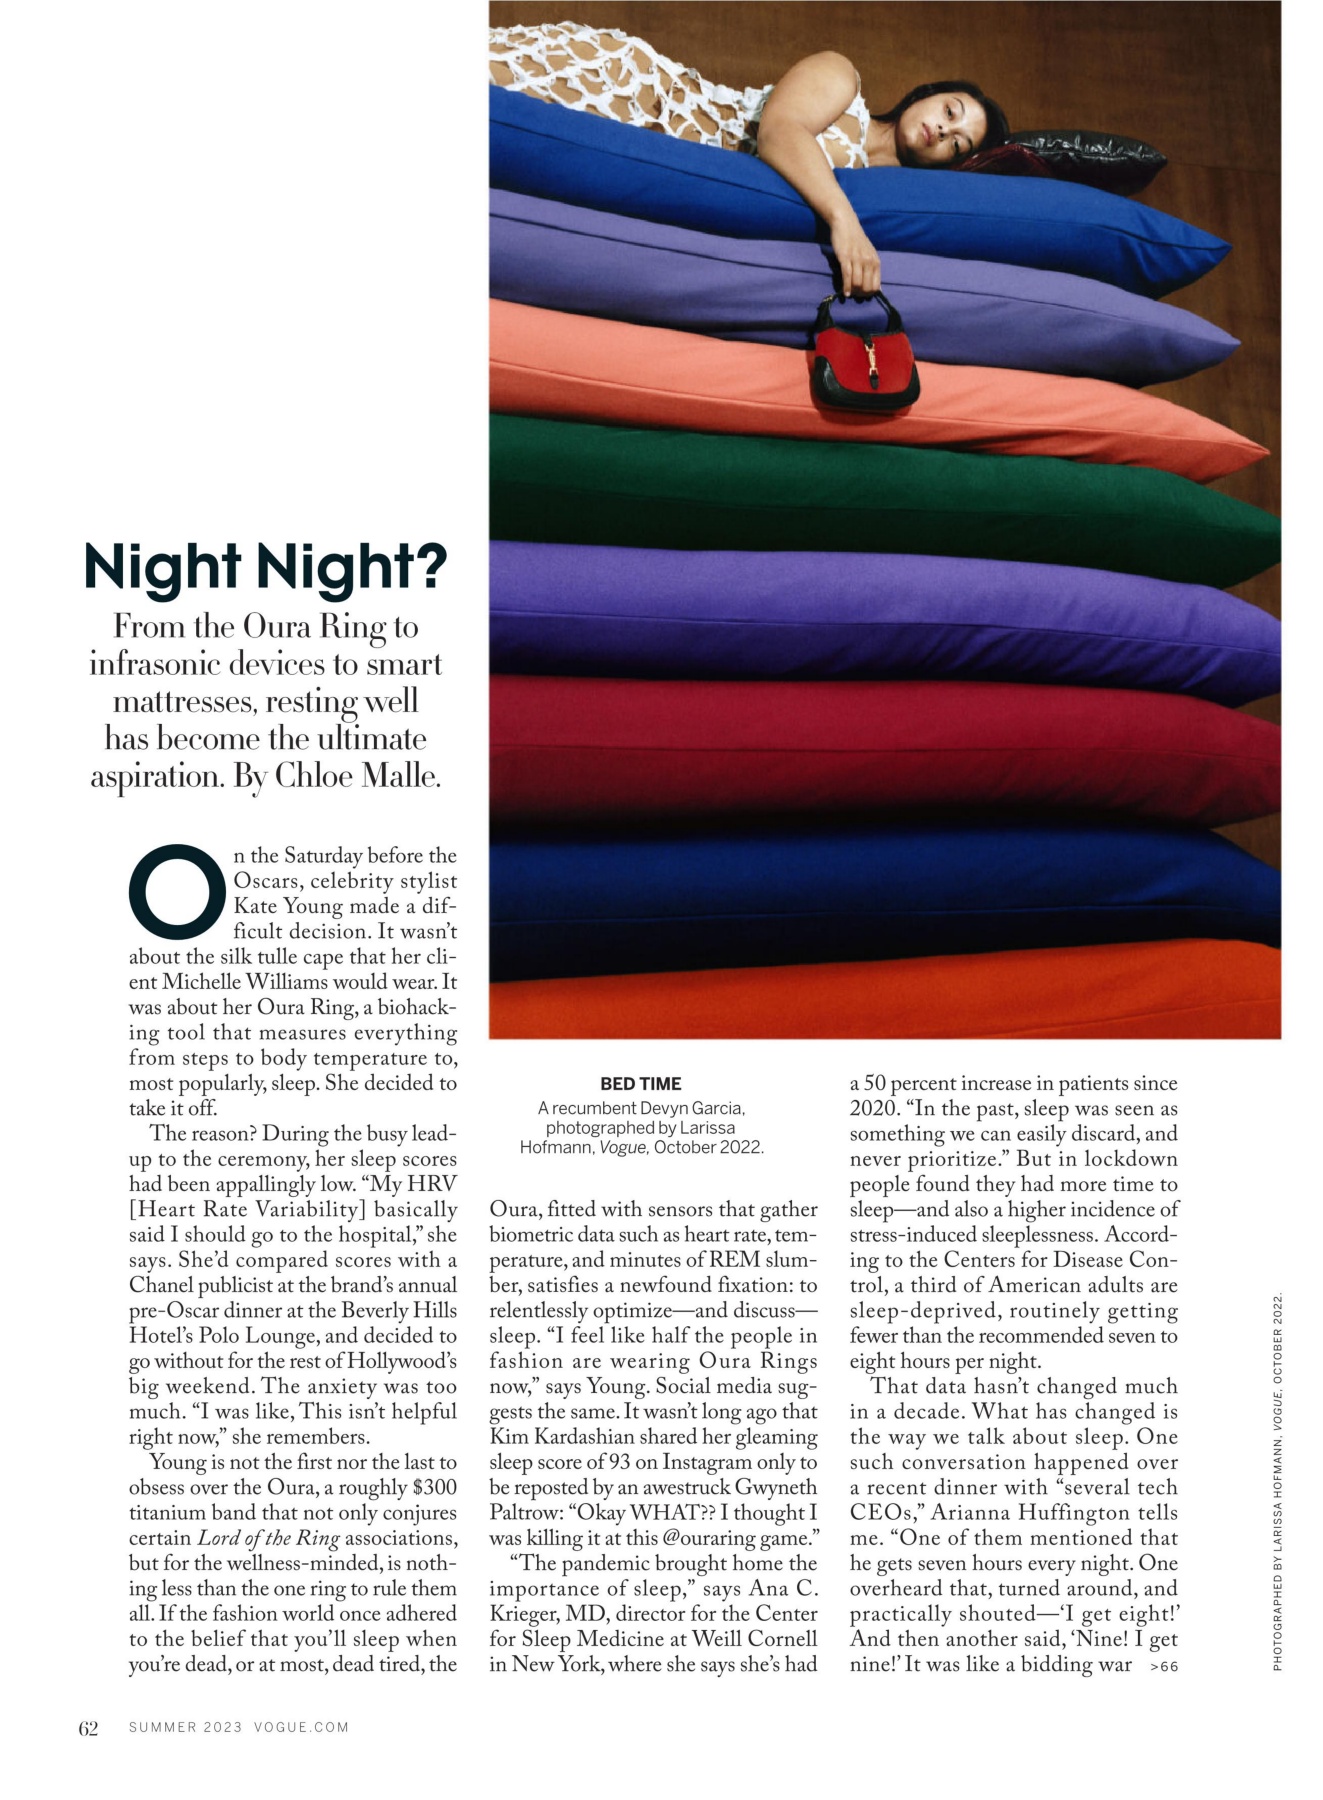 Night Night?
From the Oura Ring to
infrasonic devices to smart
mattresses, resting well
has become the ultimate
aspiration. By Chloe Malle.
On the Saturday before the
Oscars, celebrity stylist
Kate Young made a dif-
ficult decision. It wasn’t
about the silk tulle cape that her cli-
ent Michelle Williams would wear. It
was about her Oura Ring, a biohack-
ing tool that measures everything
from steps to body temperature to,
most popularly, sleep. She decided to
take it off.
The reason? During the busy lead-
up to the ceremony, her sleep scores
had been appallingly low. “My HRV
[Heart Rate Variability] basically
said I should go to the hospital,” she
says. She’d compared scores with a
Chanel publicist at the brand’s annual
pre-Oscar dinner at the Beverly Hills
Hotel’s Polo Lounge, and decided to
go without for the rest of Hollywood’s
big weekend. The anxiety was too
much. “I was like, This isn’t helpful
right now,” she remembers.
Young is not the first nor the last to
obsess over the Oura, a roughly $300
titanium band that not only conjures
certain Lord of the Ring associations,
but for the wellness-minded, is noth-
ing less than the one ring to rule them
all. If the fashion world once adhered
to the belief that you’ll sleep when
you’re dead, or at most, dead tired, the
BED TIME
A recumbent Devyn Garcia,
photographed by Larissa
Hofmann, Vogue, October 2022.
Oura, fitted with sensors that gather
biometric data such as heart rate, tem-
perature, and minutes of REM slum-
ber, satisfies a newfound fixation: to
relentlessly optimize—and discuss—
sleep. “I feel like half the people in
fashion are wearing Oura Rings
now,” says Young. Social media sug-
gests the same. It wasn’t long ago that
Kim Kardashian shared her gleaming
sleep score of 93 on Instagram only to
be reposted by an awestruck Gwyneth
Paltrow: “Okay WHAT?? I thought I
was killing it at this @ouraring game.”
“The pandemic brought home the
importance of sleep,” says Ana C.
Krieger, MD, director for the Center
for Sleep Medicine at Weill Cornell
in New York, where she says she’s had
a 50 percent increase in patients since
2020. “In the past, sleep was seen as
something we can easily discard, and
never prioritize.” But in lockdown
people found they had more time to
sleep—and also a higher incidence of
stress-induced sleeplessness. Accord-
ing to the Centers for Disease Con-
trol, a third of American adults are
sleep-deprived, routinely getting
fewer than the recommended seven to
eight hours per night.
That data hasn’t changed much
in a decade. What has changed is
the way we talk about sleep. One
such conversation happened over
a recent dinner with “several tech
CEOs,” Arianna Huffington tells
me. “One of them mentioned that
he gets seven hours every night. One
overheard that, turned around, and
practically shouted—‘I get eight!’
And then another said, ‘Nine! I get
nine!’ It was like a bidding war >66
PHOTOGRAPHED BY LARISSA HOFMANN, VOGUE, OCTOBER 2022.
62 SUMMER 2023 VOGUE.COM